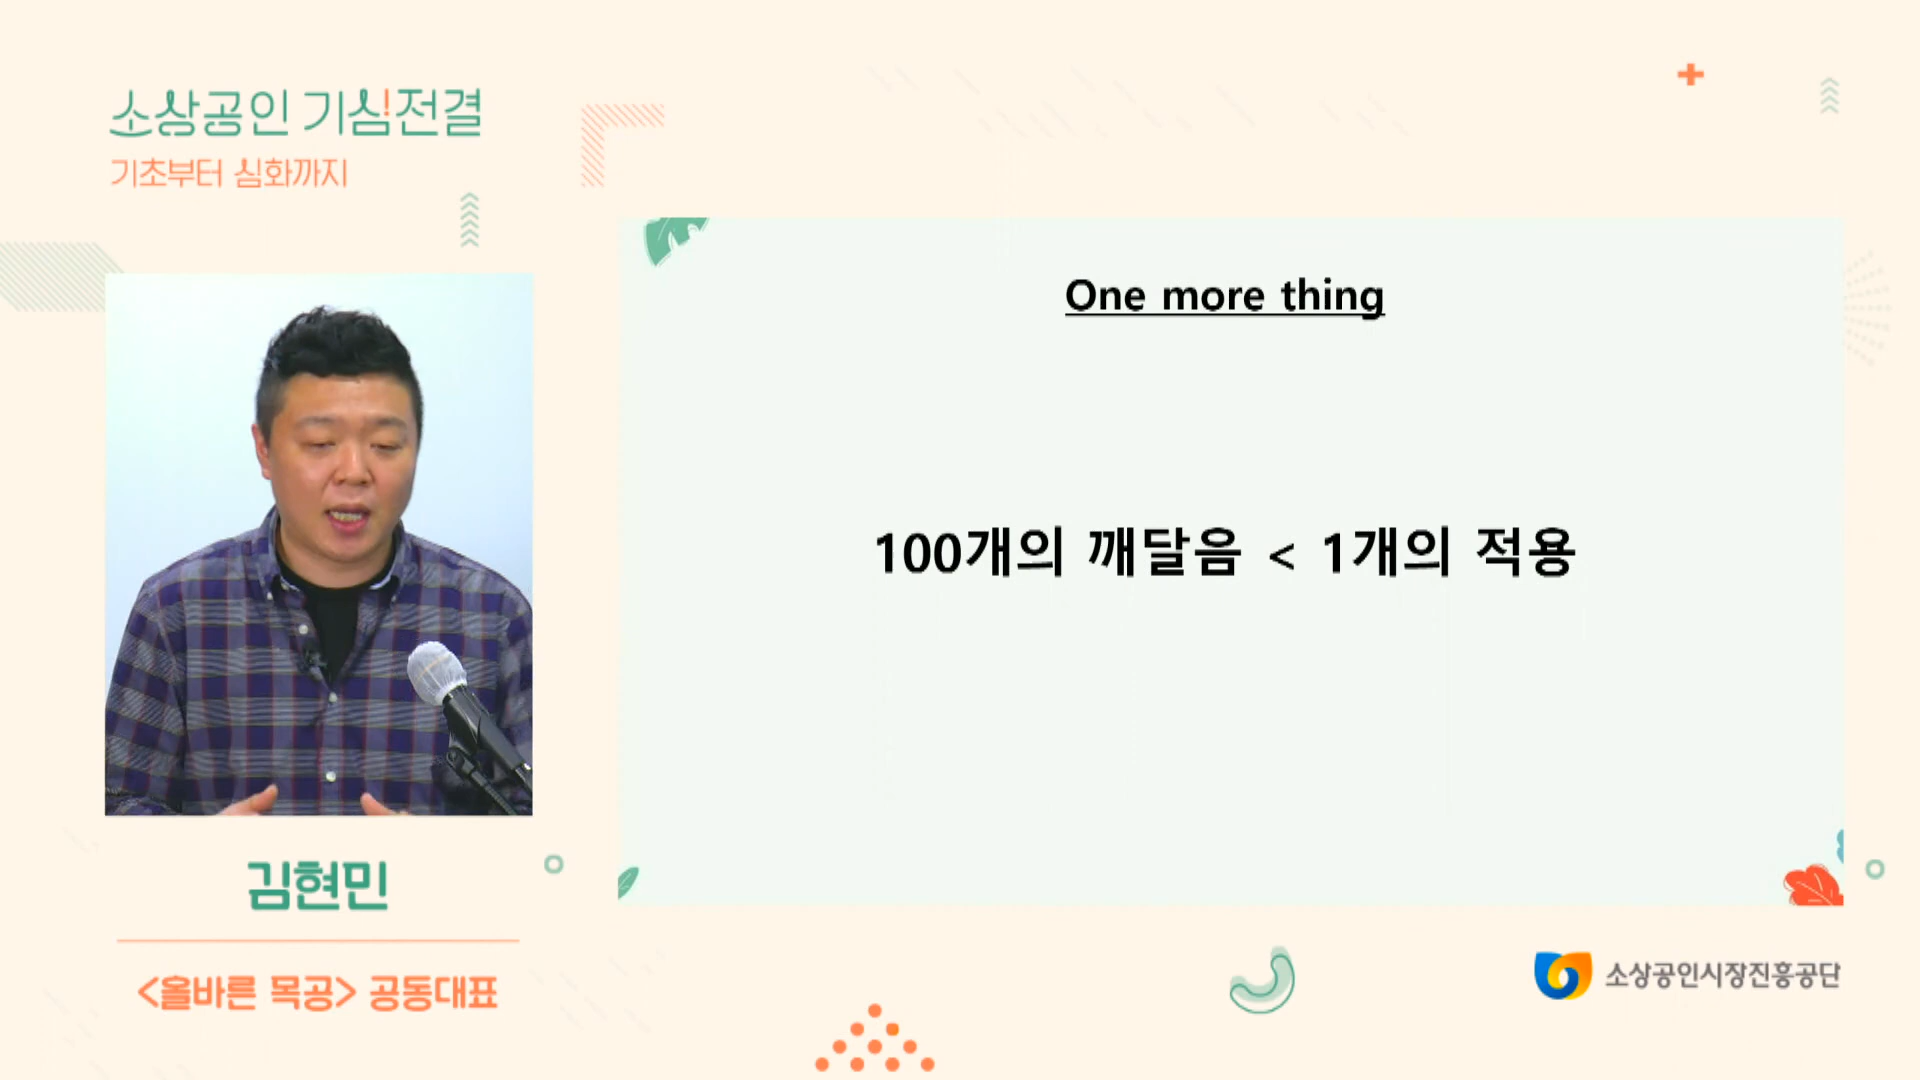 소상공인 기심전결
기초부터 심화까지
One more thing
100개의 깨달음 < 1개의 적용
김현민
<올바른 목공> 공동대표
소상공인시장진흥공단